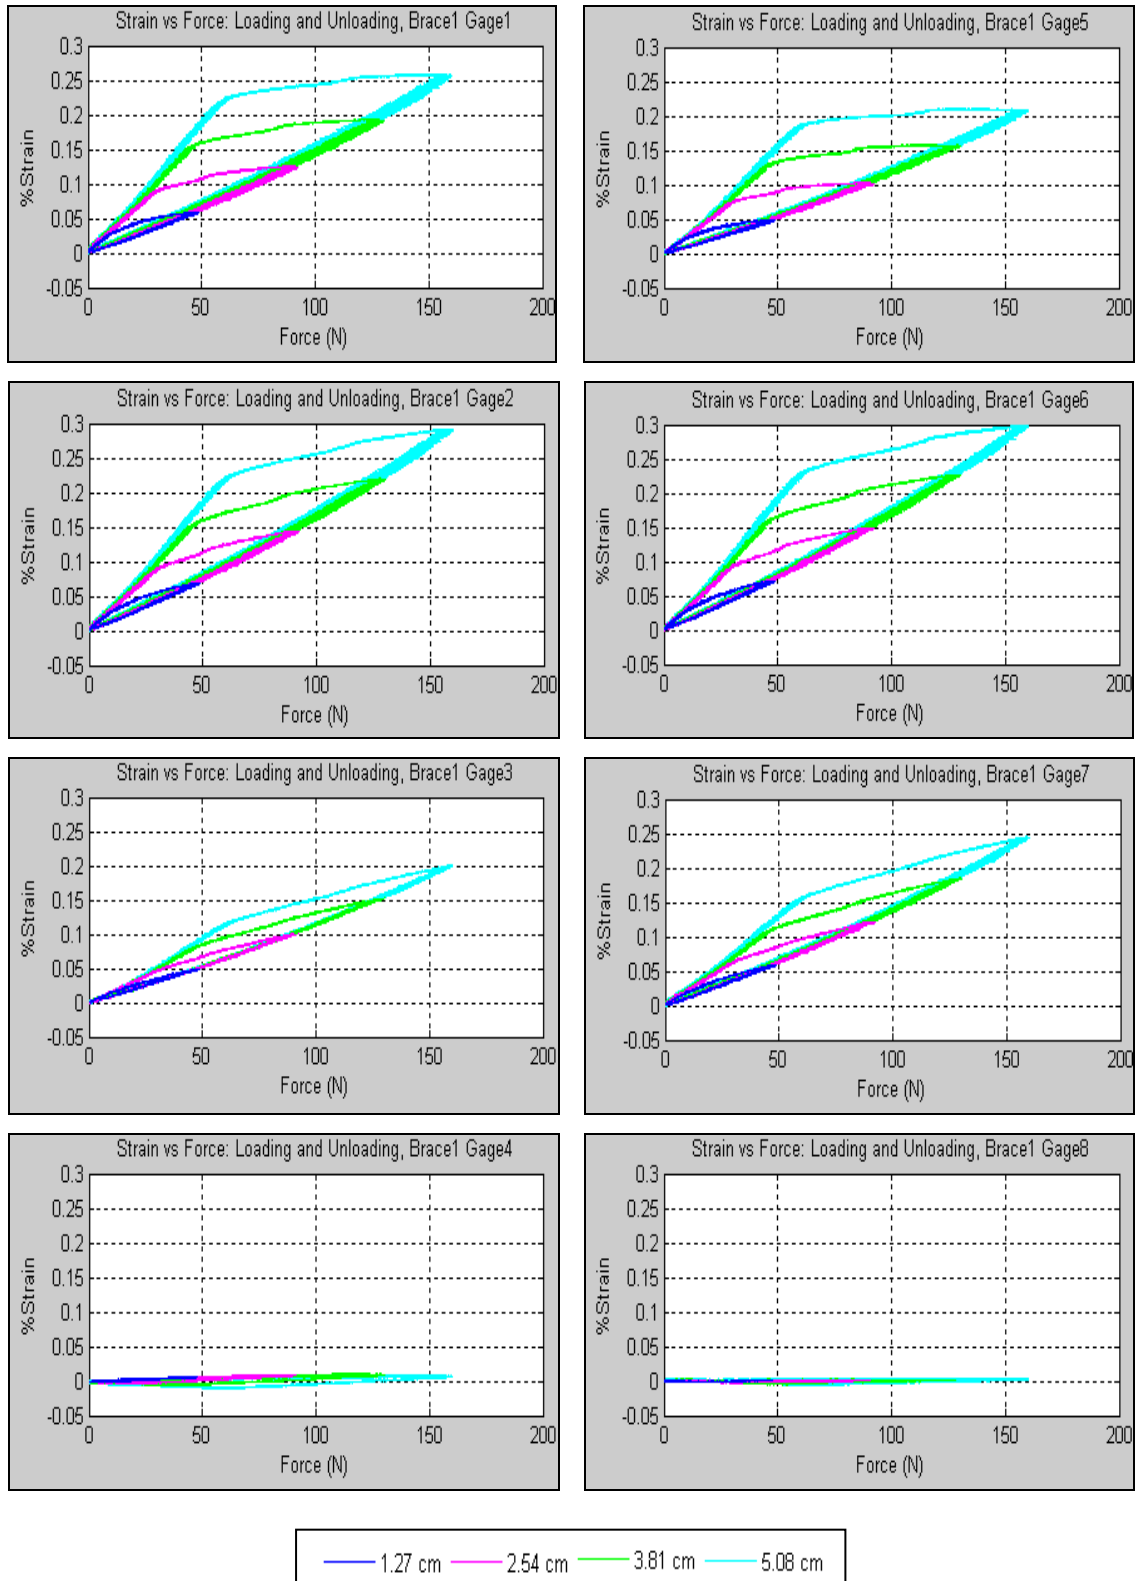 Strain vs Force: Loading and Unloading, Brace1 Gage1
0.3
0.25
0.2
0.15
0.1
0.05
0
-0.05
%Strain
0 50 100 150 200
Force (N)
Strain vs Force: Loading and Unloading, Brace1 Gage5
0.3
0.25
0.2
0.15
0.1
0.05
0
-0.05
%Strain
0 50 100 150 200
Force (N)
Strain vs Force: Loading and Unloading, Brace1 Gage2
0.3
0.25
0.2
0.15
0.1
0.05
0
-0.05
%Strain
0 50 100 150 200
Force (N)
Strain vs Force: Loading and Unloading, Brace1 Gage6
0.3
0.25
0.2
0.15
0.1
0.05
0
-0.05
%Strain
0 50 100 150 200
Force (N)
Strain vs Force: Loading and Unloading, Brace1 Gage3
0.3
0.25
0.2
0.15
0.1
0.05
0
-0.05
%Strain
0 50 100 150 200
Force (N)
Strain vs Force: Loading and Unloading, Brace1 Gage7
0.3
0.25
0.2
0.15
0.1
0.05
0
-0.05
%Strain
0 50 100 150 200
Force (N)
Strain vs Force: Loading and Unloading, Brace1 Gage4
0.3
0.25
0.2
0.15
0.1
0.05
0
-0.05
%Strain
0 50 100 150 200
Force (N)
Strain vs Force: Loading and Unloading, Brace1 Gage8
0.3
0.25
0.2
0.15
0.1
0.05
0
-0.05
%Strain
0 50 100 150 200
Force (N)
1.27 cm 2.54 cm 3.81 cm 5.08 cm